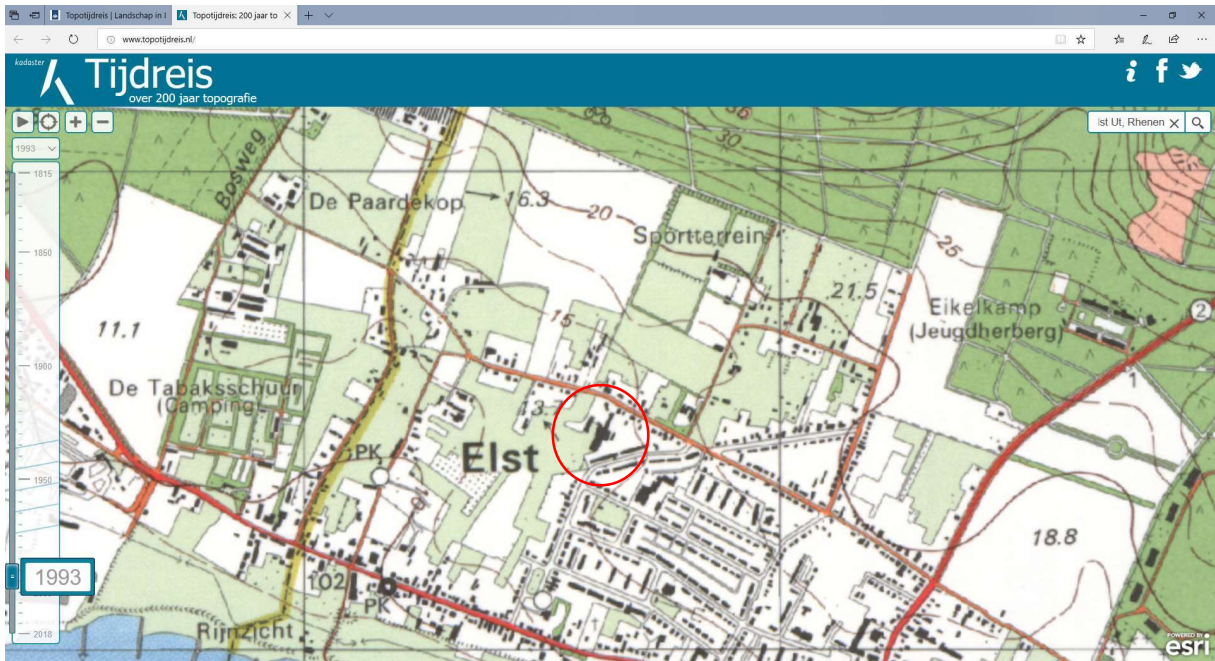 Topotijdreis | Landschap in l
Topotijdreis: 200 jaar to
www.topotijdreis.nl/
kadaster
Tijdreis
over 200 jaar topografie
lst Ut, Rhenen
1993
1815
1850
1900
1950
1993
2018
Bosweg
De Paardekop
16.3
20
30
Sportterrein
25
21.5
Eikelkamp
(Jeugdherberg)
2
1
11.1
15
De Tabaksschuur
(Camping)
13.
PK
Elst
18.8
102
PK
Rijnzicht
POWERED BY
esri